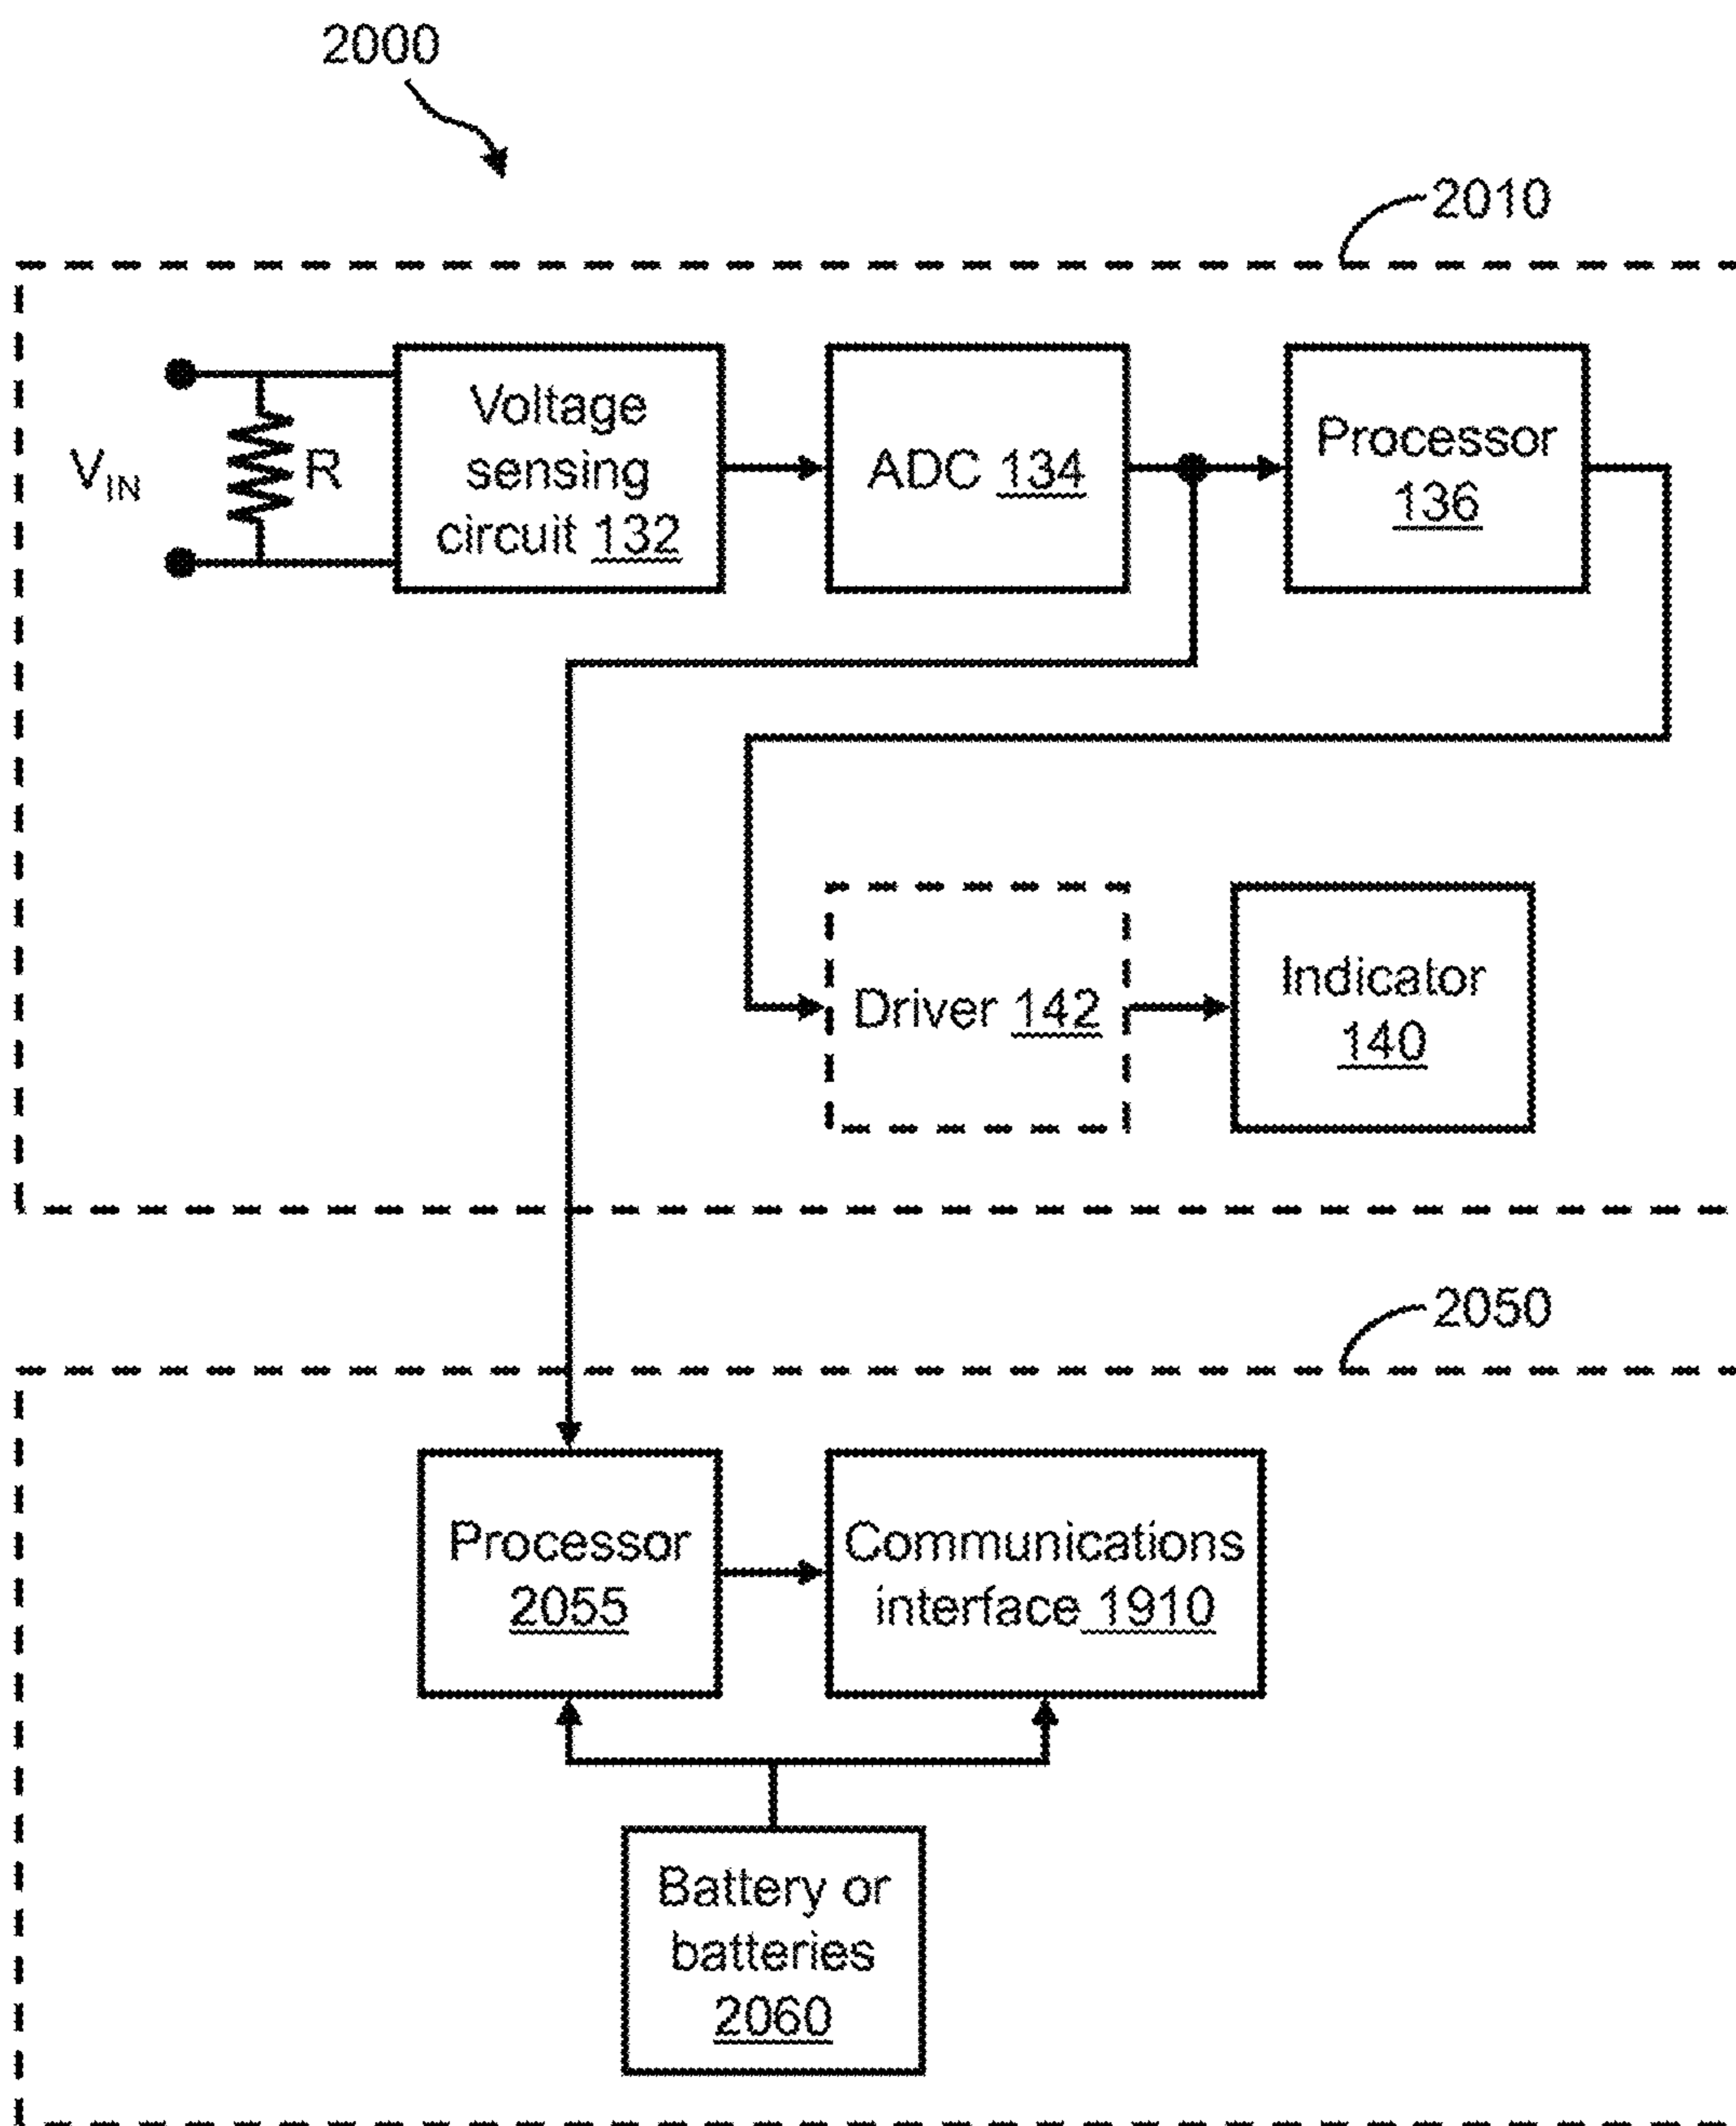 2000
2010
V_IN
R
Voltage
sensing
circuit 132
ADC 134
Processor
136
Driver 142
Indicator
140
2050
Processor
2055
Communications
interface 1910
Battery or
batteries
2060